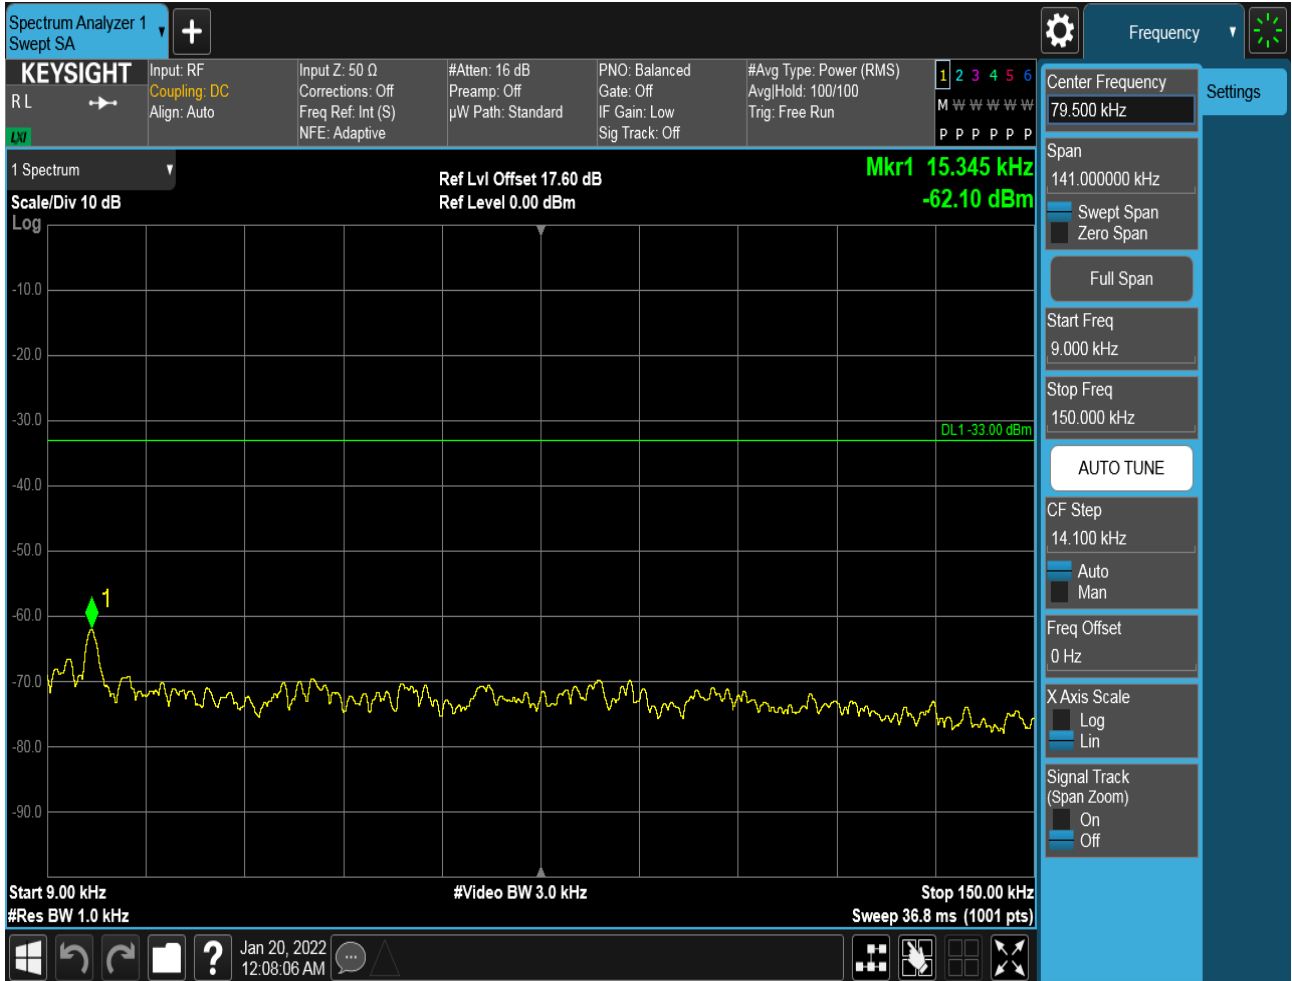 Spectrum Analyzer 1
Swept SA
Frequency
KEYSIGHT
R L
LXI
Input: RF
Coupling: DC
Align: Auto
Input Z: 50 Ω
Corrections: Off
Freq Ref: Int (S)
NFE: Adaptive
#Atten: 16 dB
Preamp: Off
µW Path: Standard
PNO: Balanced
Gate: Off
IF Gain: Low
Sig Track: Off
#Avg Type: Power (RMS)
Avg|Hold: 100/100
Trig: Free Run
1 2 3 4 5 6
M W W W W W
P P P P P P
1 Spectrum
Scale/Div 10 dB
Log
Ref Lvl Offset 17.60 dB
Ref Level 0.00 dBm
Mkr1 15.345 kHz
-62.10 dBm
-10.0
-20.0
-30.0
DL1 -33.00 dBm
-40.0
-50.0
1
-60.0
-70.0
-80.0
-90.0
Start 9.00 kHz
#Res BW 1.0 kHz
#Video BW 3.0 kHz
Stop 150.00 kHz
Sweep 36.8 ms (1001 pts)
?
Jan 20, 2022
12:08:06 AM
Center Frequency
79.500 kHz
Settings
Span
141.000000 kHz
Swept Span
Zero Span
Full Span
Start Freq
9.000 kHz
Stop Freq
150.000 kHz
AUTO TUNE
CF Step
14.100 kHz
Auto
Man
Freq Offset
0 Hz
X Axis Scale
Log
Lin
Signal Track
(Span Zoom)
On
Off